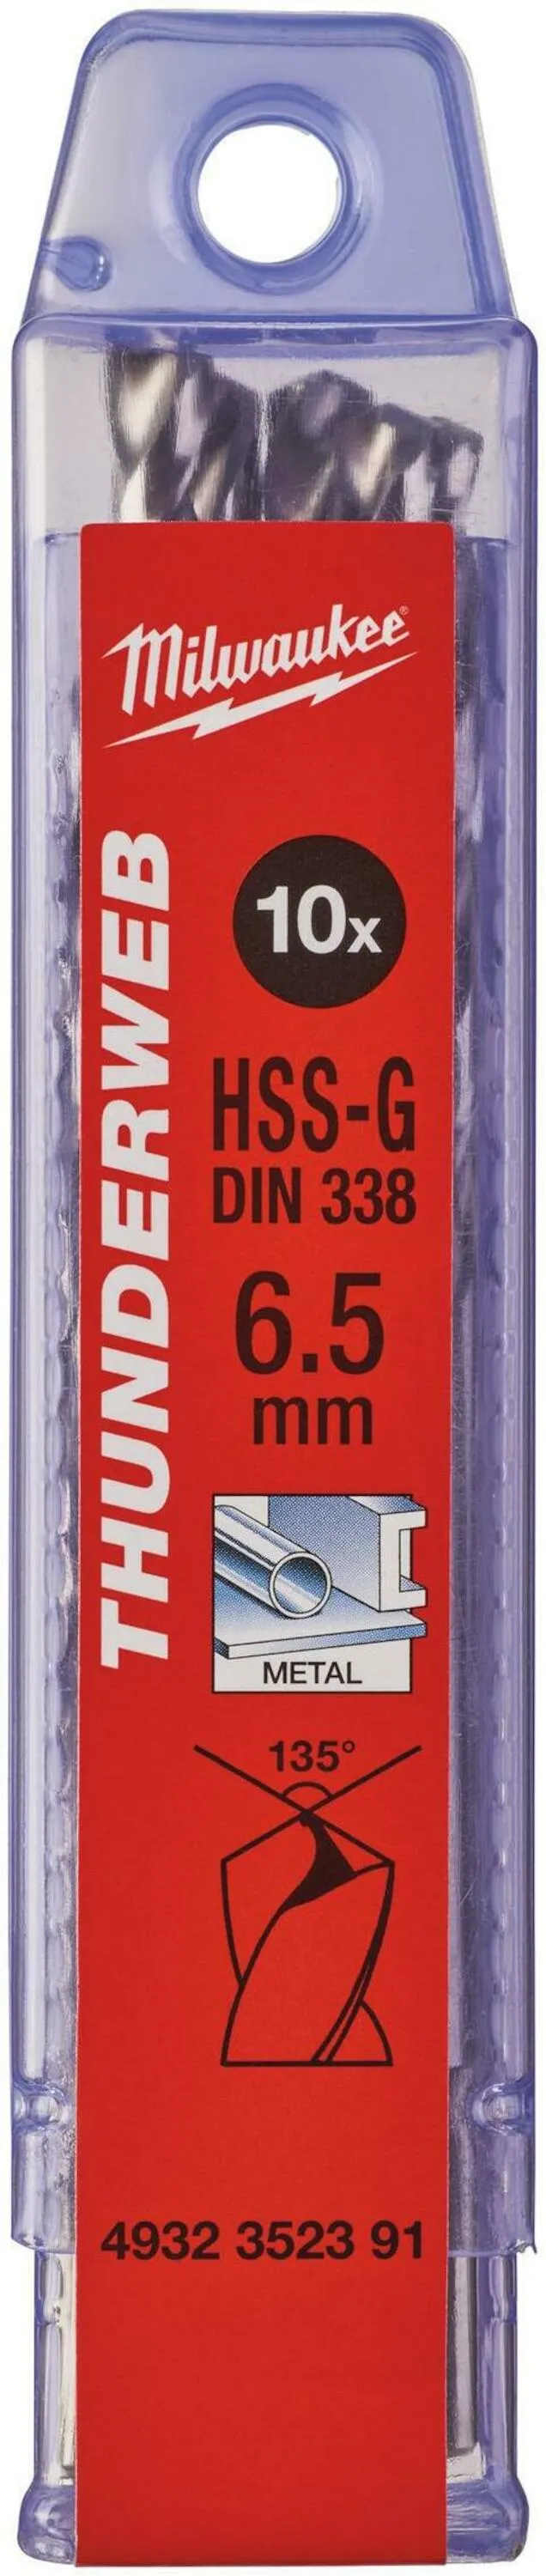 Milwaukee®
THUNDERWEB
10x
HSS-G
DIN 338
6.5
mm
METAL
135°
4932 3523 91